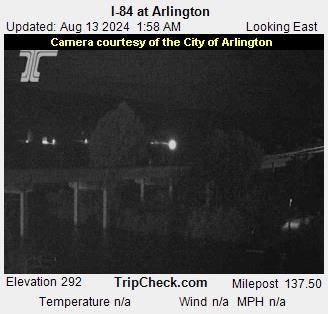 I-84 at Arlington
Updated: Aug 13 2024 1:58 AM Looking East
Camera courtesy of the City of Arlington
Elevation 292 TripCheck.com Milepost 137.50
Temperature n/a Wind n/a MPH n/a